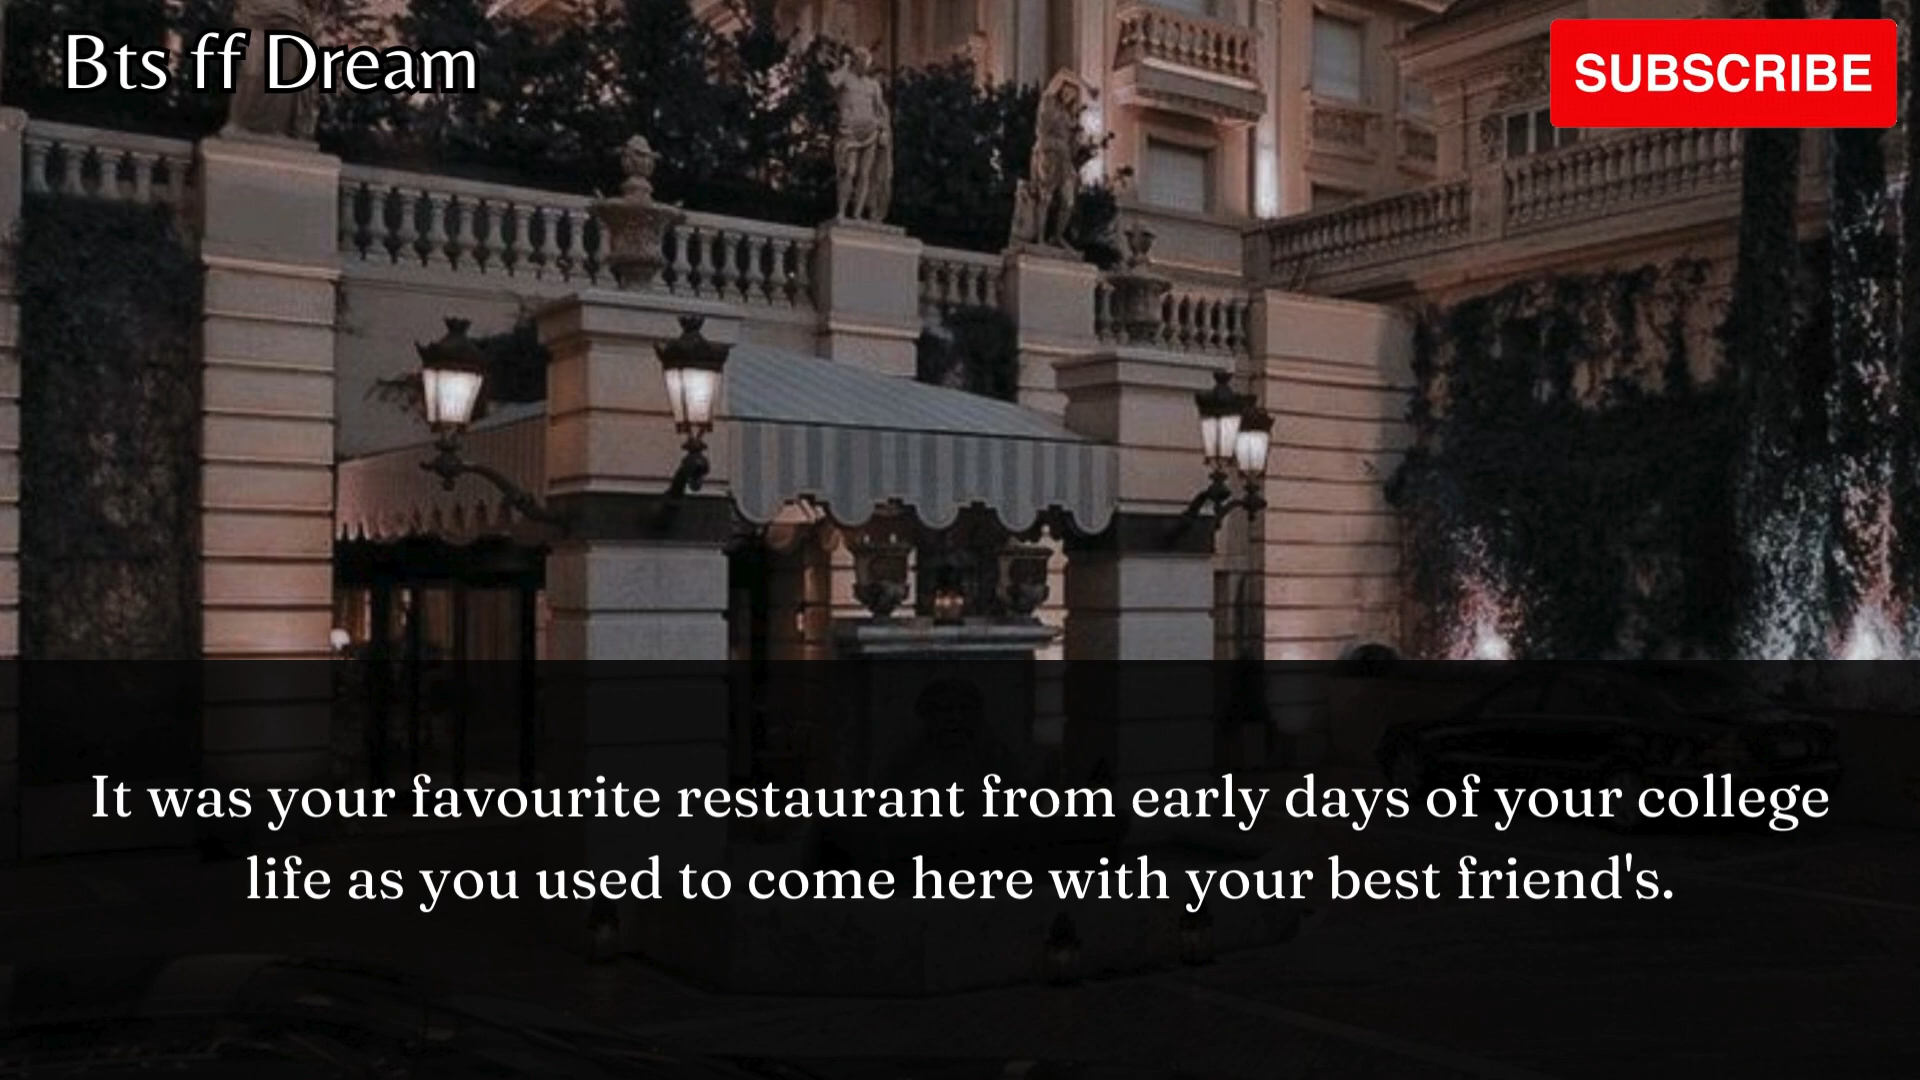 Bts ff Dream
SUBSCRIBE
It was your favourite restaurant from early days of your college
life as you used to come here with your best friend's.